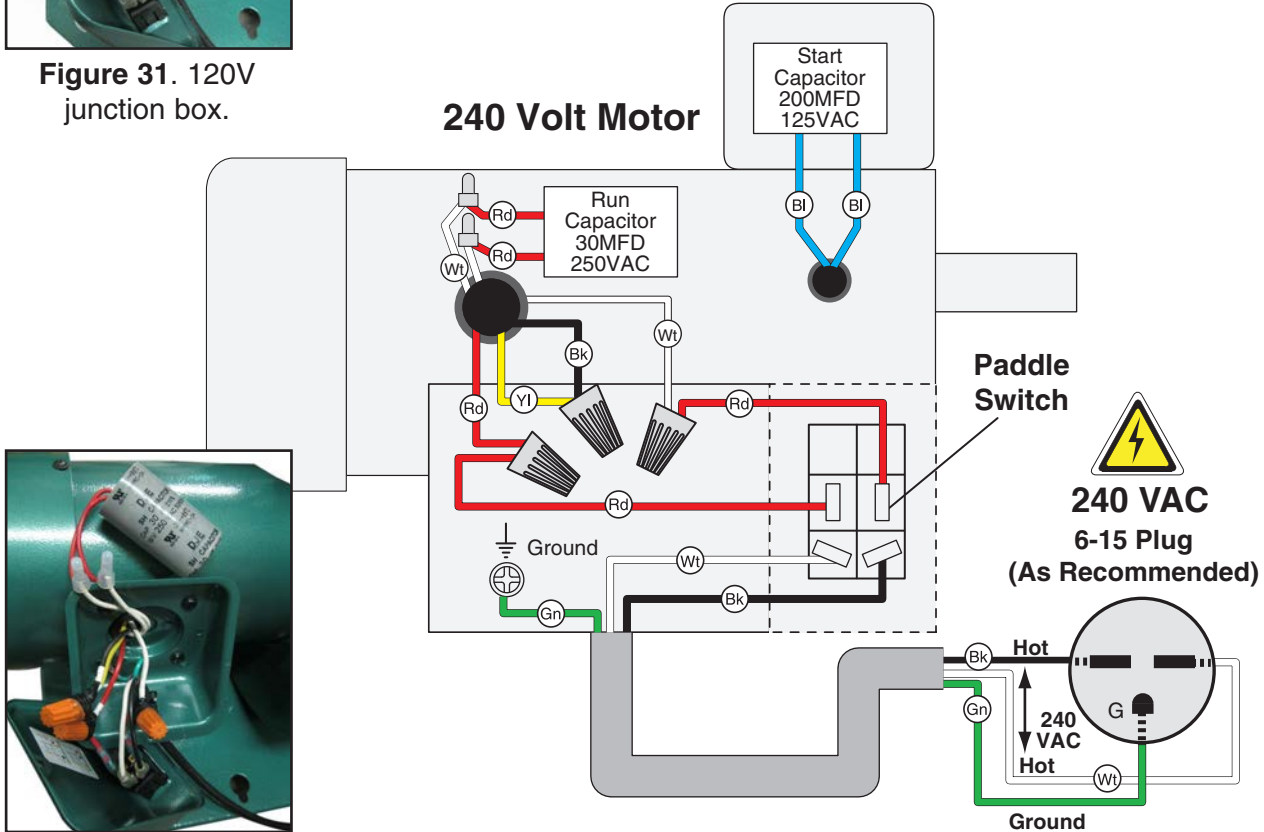 Figure 31. 120V
junction box.
240 Volt Motor
Start
Capacitor
200MFD
125VAC
Bl
Bl
Run
Capacitor
30MFD
250VAC
Rd
Rd
Wt
Wt
Bk
Rd
Yl
Rd
Rd
Paddle
Switch
Ground
Wt
Bk
Gn
240 VAC
6-15 Plug
(As Recommended)
Bk
Hot
Gn
G
240
VAC
Hot
Wt
Ground